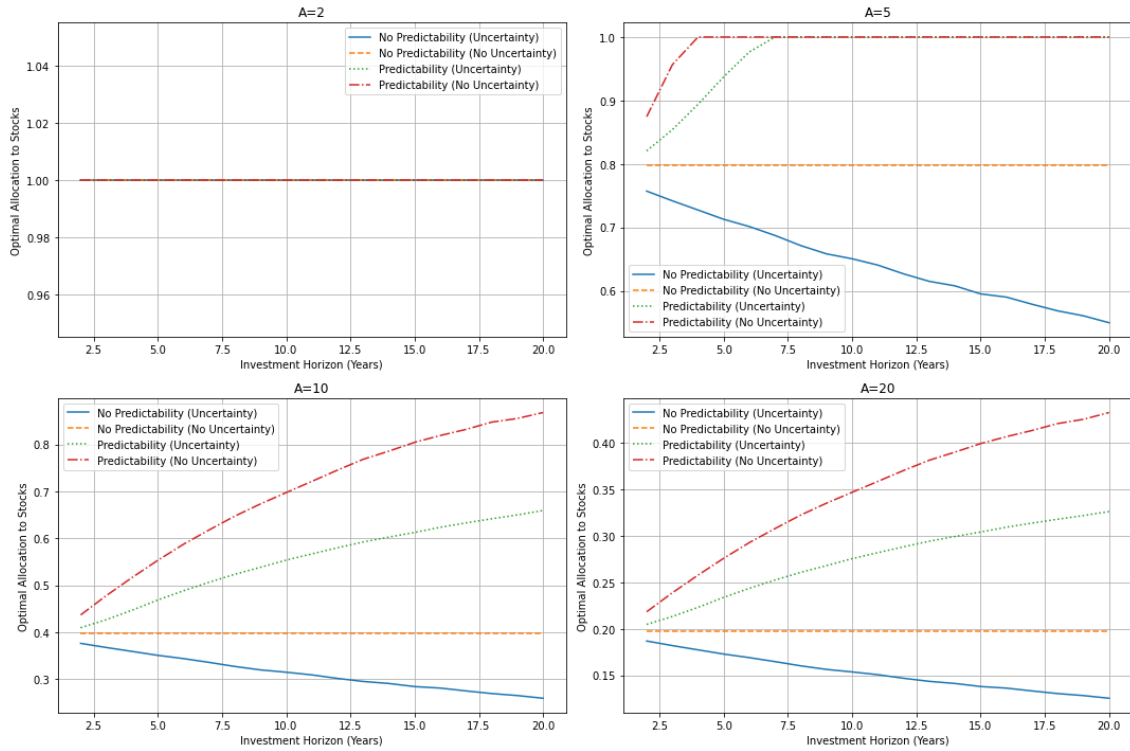 A=2
Optimal Allocation to Stocks
1.04
1.02
1.00
0.98
0.96
No Predictability (Uncertainty)
No Predictability (No Uncertainty)
Predictability (Uncertainty)
Predictability (No Uncertainty)
2.5 5.0 7.5 10.0 12.5 15.0 17.5 20.0
Investment Horizon (Years)
A=5
Optimal Allocation to Stocks
1.0
0.9
0.8
0.7
0.6
No Predictability (Uncertainty)
No Predictability (No Uncertainty)
Predictability (Uncertainty)
Predictability (No Uncertainty)
2.5 5.0 7.5 10.0 12.5 15.0 17.5 20.0
Investment Horizon (Years)
A=10
Optimal Allocation to Stocks
0.8
0.7
0.6
0.5
0.4
0.3
No Predictability (Uncertainty)
No Predictability (No Uncertainty)
Predictability (Uncertainty)
Predictability (No Uncertainty)
2.5 5.0 7.5 10.0 12.5 15.0 17.5 20.0
Investment Horizon (Years)
A=20
Optimal Allocation to Stocks
0.40
0.35
0.30
0.25
0.20
0.15
No Predictability (Uncertainty)
No Predictability (No Uncertainty)
Predictability (Uncertainty)
Predictability (No Uncertainty)
2.5 5.0 7.5 10.0 12.5 15.0 17.5 20.0
Investment Horizon (Years)